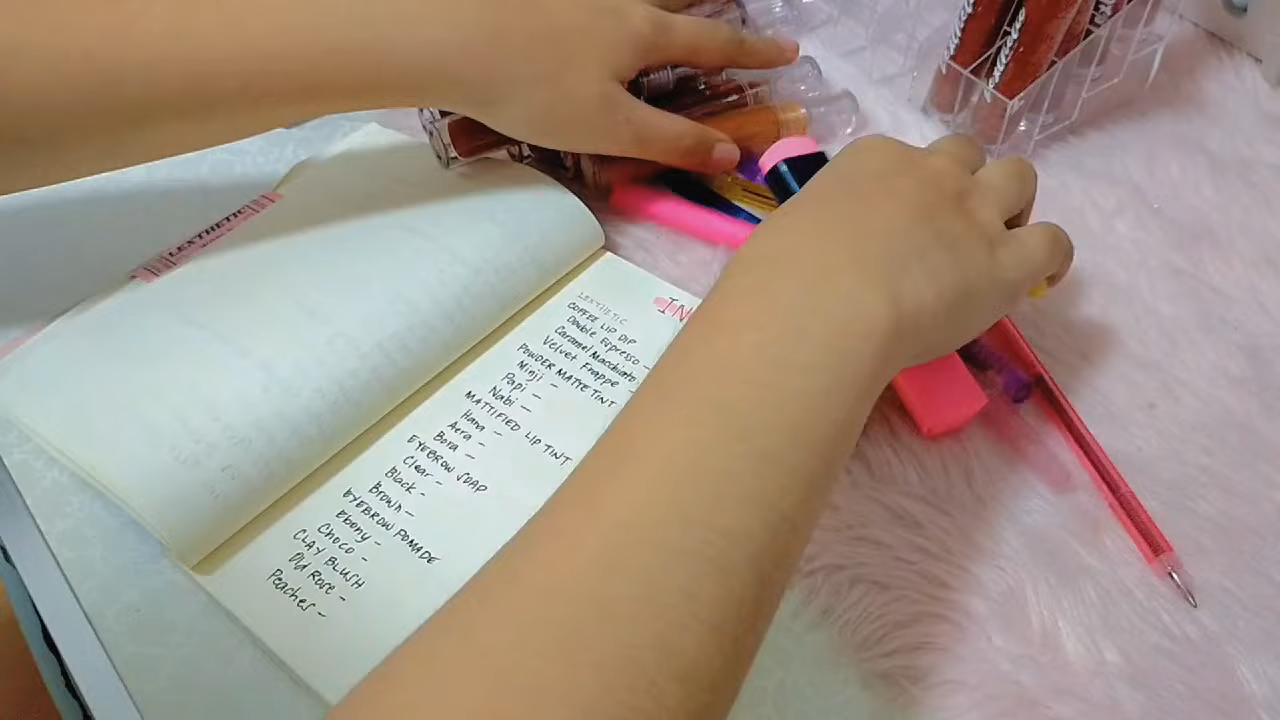 LEXTHETIC
IN
LEXTHETIC
COFFEE LIP DIP
Double Espresso -
Caramel Macchiato -
Velvet Frappe -
POWDER MATTE TINT
Minji -
Papi -
Nabi -
MATTIFIED LIP TINT
Hana -
Aera -
Bora -
EYEBROW SOAP
Clear -
Black -
Brown -
EYEBROW POMADE
Ebony -
Choco -
CLAY BLUSH
Old Rose -
Peaches -